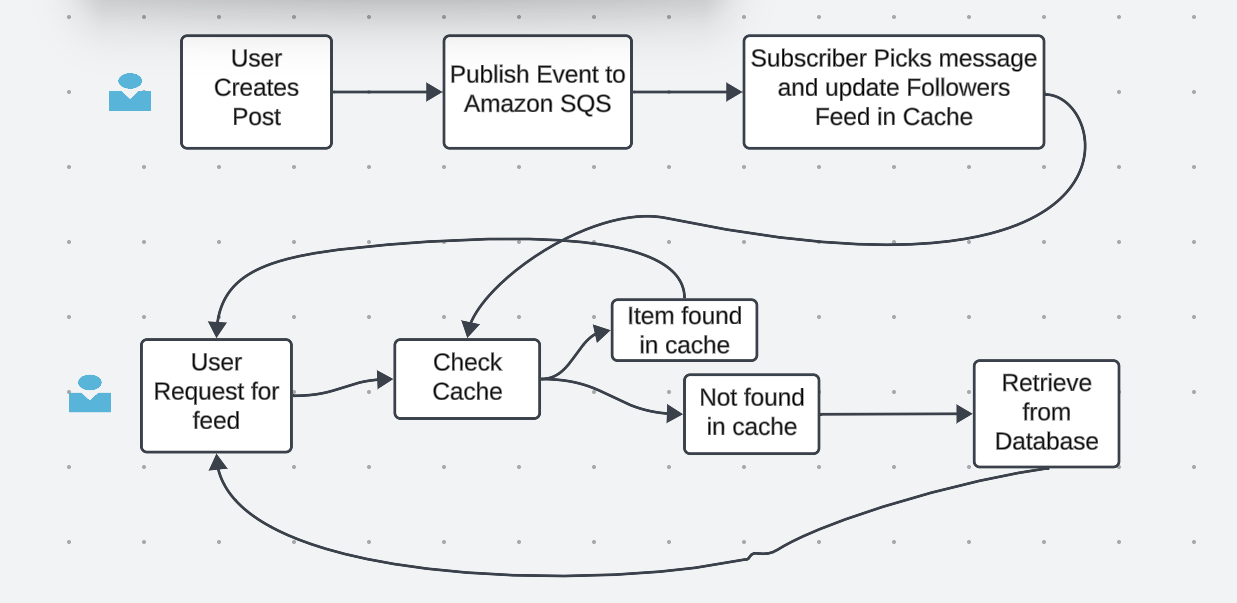 User
Creates
Post
Publish Event to
Amazon SQS
Subscriber Picks message
and update Followers
Feed in Cache
Item found
in cache
User
Request for
feed
Check
Cache
Not found
in cache
Retrieve
from
Database